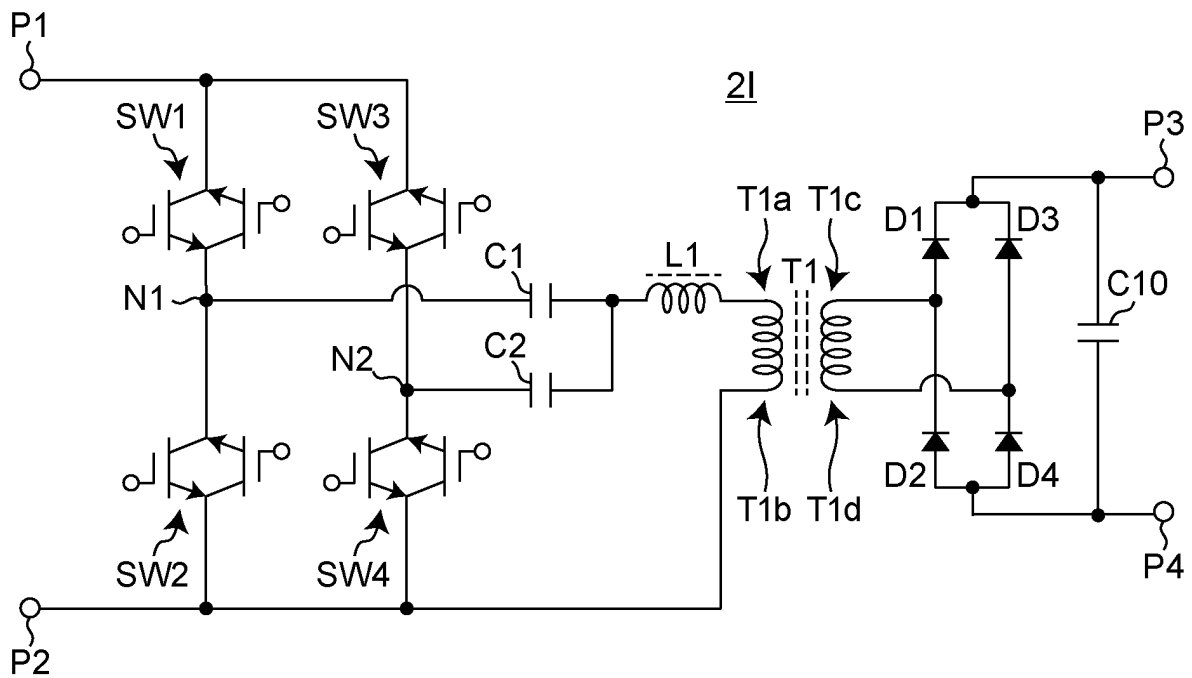 P1
2I
SW1
SW3
P3
T1a
T1c
D1
D3
C1
L1
T1
N1
C10
C2
N2
D2
D4
T1b
T1d
SW2
SW4
P4
P2